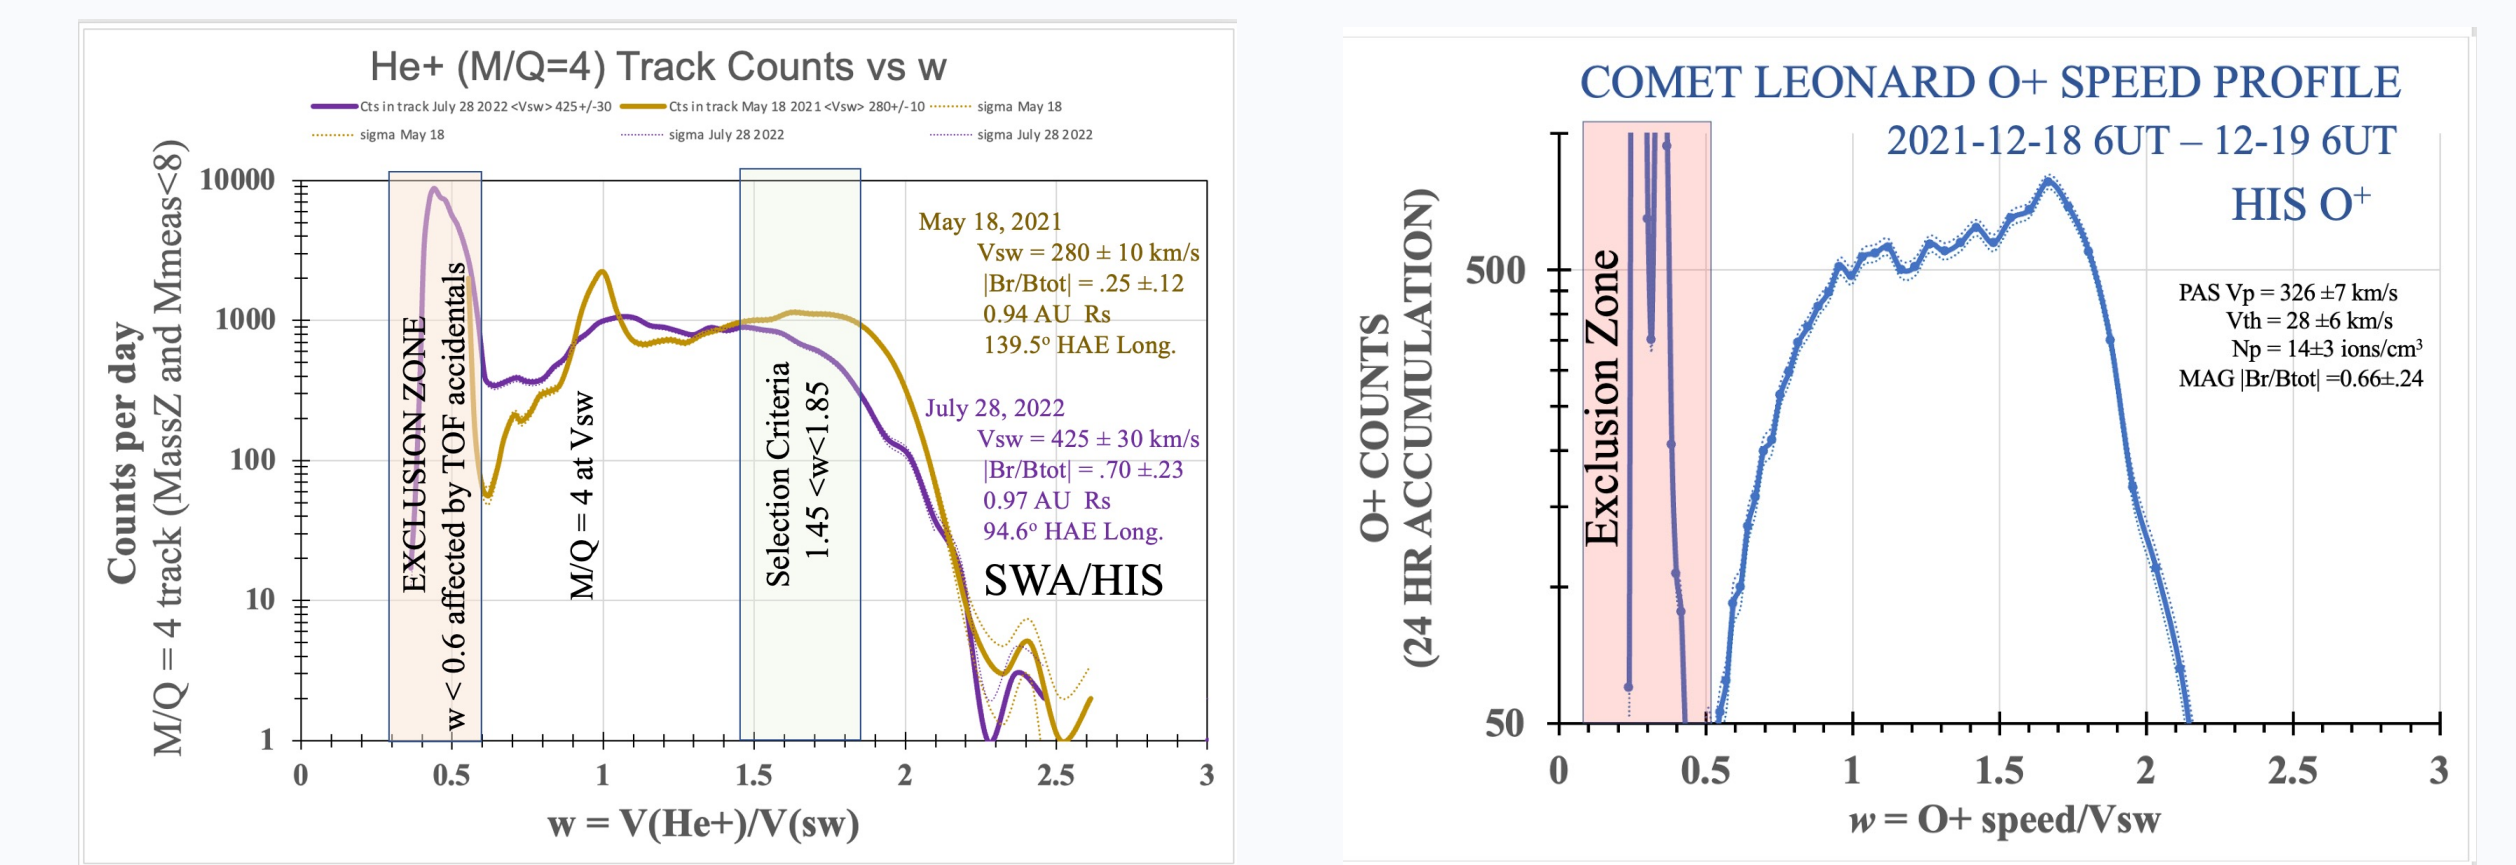 He+ (M/Q=4) Track Counts vs w
Cts in track July 28 2022 <Vsw> 425+/-30
Cts in track May 18 2021 <Vsw> 280+/-10
sigma May 18
sigma May 18
sigma July 28 2022
sigma July 28 2022
Counts per day
M/Q = 4 track (MassZ and Mmeas<8)
10000
1000
100
10
1
EXCLUSION ZONE
w < 0.6 affected by TOF accidentals
M/Q = 4 at Vsw
Selection Criteria
1.45 <w<1.85
May 18, 2021
Vsw = 280 ± 10 km/s
|Br/Btot| = .25 ±.12
0.94 AU Rs
139.5º HAE Long.
July 28, 2022
Vsw = 425 ± 30 km/s
|Br/Btot| = .70 ±.23
0.97 AU Rs
94.6º HAE Long.
SWA/HIS
0 0.5 1 1.5 2 2.5 3
w = V(He+)/V(sw)
COMET LEONARD O+ SPEED PROFILE
2021-12-18 6UT – 12-19 6UT
HIS O⁺
O+ COUNTS
(24 HR ACCUMULATION)
500
50
Exclusion Zone
PAS Vp = 326 ±7 km/s
Vth = 28 ±6 km/s
Np = 14±3 ions/cm³
MAG |Br/Btot| =0.66±.24
0 0.5 1 1.5 2 2.5 3
w = O+ speed/Vsw